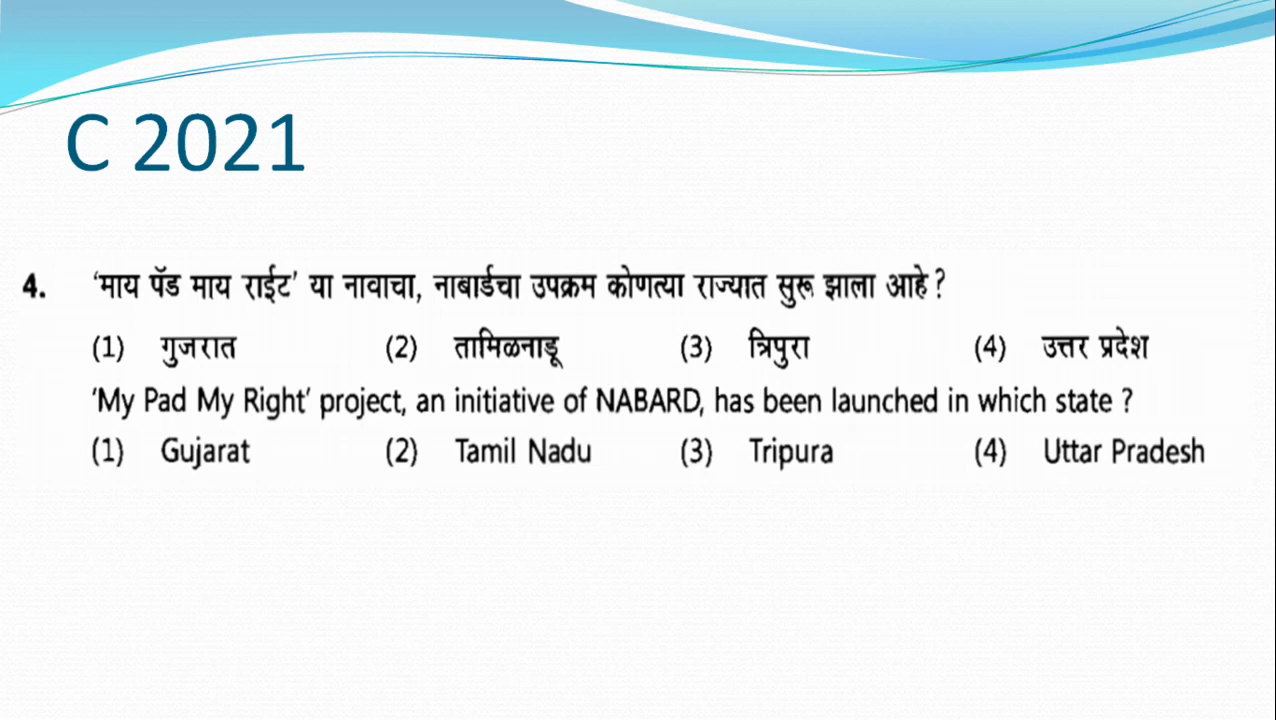 C 2021
4. ‘माय पॅड माय राईट’ या नावाचा, नाबार्डचा उपक्रम कोणत्या राज्यात सुरू झाला आहे ?
(1) गुजरात (2) तामिळनाडू (3) त्रिपुरा (4) उत्तर प्रदेश
‘My Pad My Right’ project, an initiative of NABARD, has been launched in which state ?
(1) Gujarat (2) Tamil Nadu (3) Tripura (4) Uttar Pradesh